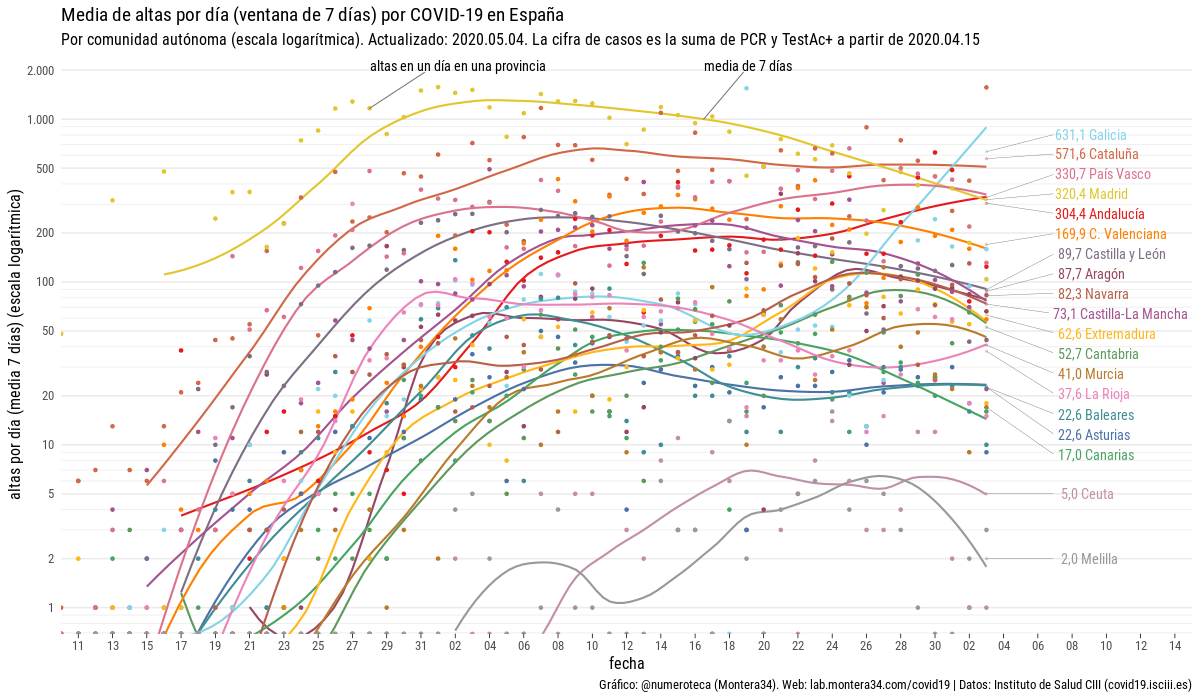 Media de altas por día (ventana de 7 días) por COVID-19 en España
Por comunidad autónoma (escala logarítmica). Actualizado: 2020.05.04. La cifra de casos es la suma de PCR y TestAc+ a partir de 2020.04.15
altas en un día en una provincia
media de 7 días
altas por día (media 7 días) (escala logarítmica)
2.000
1.000
500
200
100
50
20
10
5
2
1
631,1 Galicia
571,6 Cataluña
330,7 País Vasco
320,4 Madrid
304,4 Andalucía
169,9 C. Valenciana
89,7 Castilla y León
87,7 Aragón
82,3 Navarra
73,1 Castilla-La Mancha
62,6 Extremadura
52,7 Cantabria
41,0 Murcia
37,6 La Rioja
22,6 Baleares
22,6 Asturias
17,0 Canarias
5,0 Ceuta
2,0 Melilla
11 13 15 17 19 21 23 25 27 29 31 02 04 06 08 10 12 14 16 18 20 22 24 26 28 30 02 04 06 08 10 12 14
fecha
Gráfico: @numeroteca (Montera34). Web: lab.montera34.com/covid19 | Datos: Instituto de Salud CIII (covid19.isciii.es)